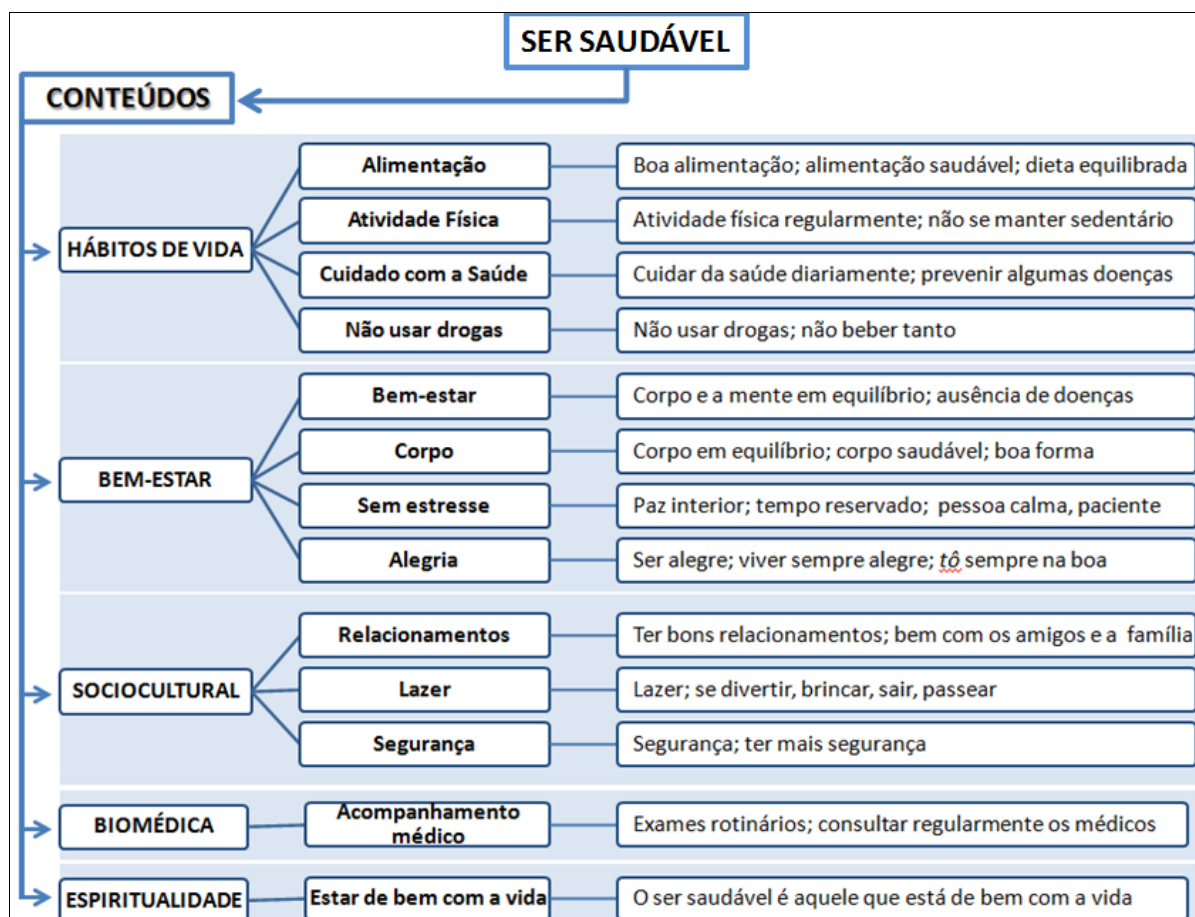 SER SAUDÁVEL
CONTEÚDOS
HÁBITOS DE VIDA
Alimentação
Boa alimentação; alimentação saudável; dieta equilibrada
Atividade Física
Atividade física regularmente; não se manter sedentário
Cuidado com a Saúde
Cuidar da saúde diariamente; prevenir algumas doenças
Não usar drogas
Não usar drogas; não beber tanto
BEM-ESTAR
Bem-estar
Corpo e a mente em equilíbrio; ausência de doenças
Corpo
Corpo em equilíbrio; corpo saudável; boa forma
Sem estresse
Paz interior; tempo reservado; pessoa calma, paciente
Alegria
Ser alegre; viver sempre alegre; tô sempre na boa
SOCIOCULTURAL
Relacionamentos
Ter bons relacionamentos; bem com os amigos e a família
Lazer
Lazer; se divertir, brincar, sair, passear
Segurança
Segurança; ter mais segurança
BIOMÉDICA
Acompanhamento
médico
Exames rotinários; consultar regularmente os médicos
ESPIRITUALIDADE
Estar de bem com a vida
O ser saudável é aquele que está de bem com a vida